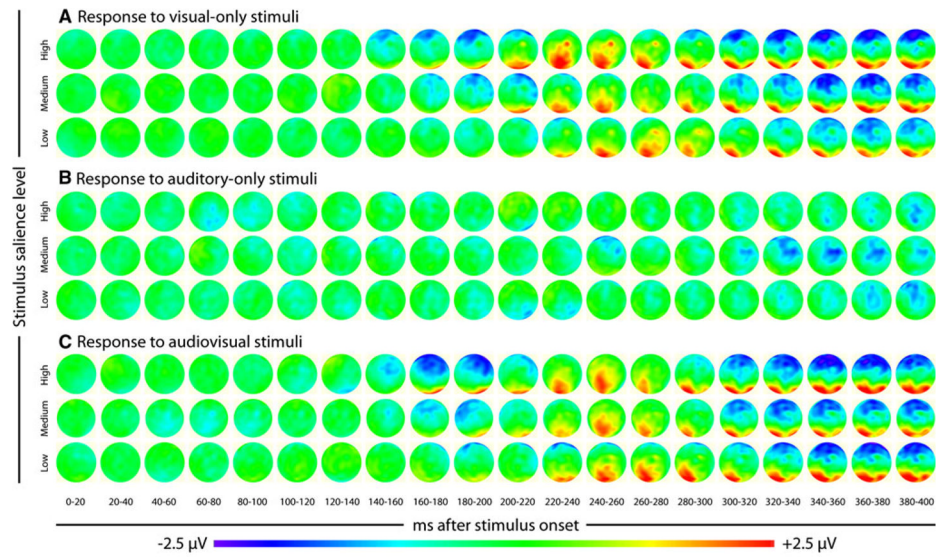 A Response to visual-only stimuli
High
Medium
Low
B Response to auditory-only stimuli
High
Medium
Low
C Response to audiovisual stimuli
High
Medium
Low
Stimulus salience level
0-20 20-40 40-60 60-80 80-100 100-120 120-140 140-160 160-180 180-200 200-220 220-240 240-260 260-280 280-300 300-320 320-340 340-360 360-380 380-400
ms after stimulus onset
-2.5 μV +2.5 μV